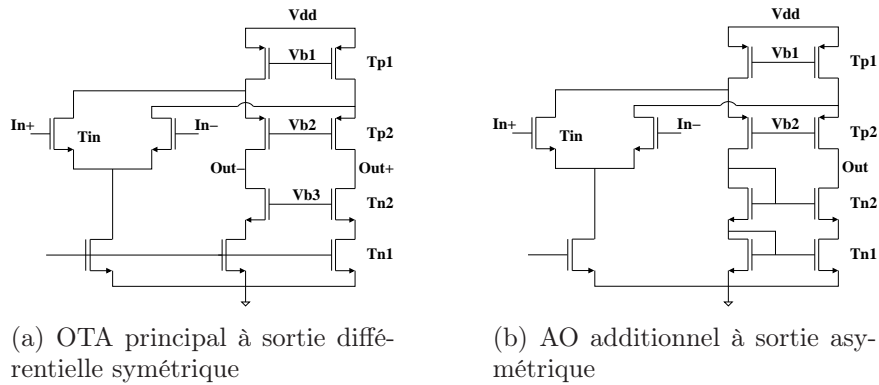 Vdd
Vb1
Tp1
In+
Tin
In−
Vb2
Tp2
Out−
Out+
Vb3
Tn2
Tn1
(a) OTA principal à sortie diffé-
rentielle symétrique
Vdd
Vb1
Tp1
In+
Tin
In−
Vb2
Tp2
Out
Tn2
Tn1
(b) AO additionnel à sortie asy-
métrique